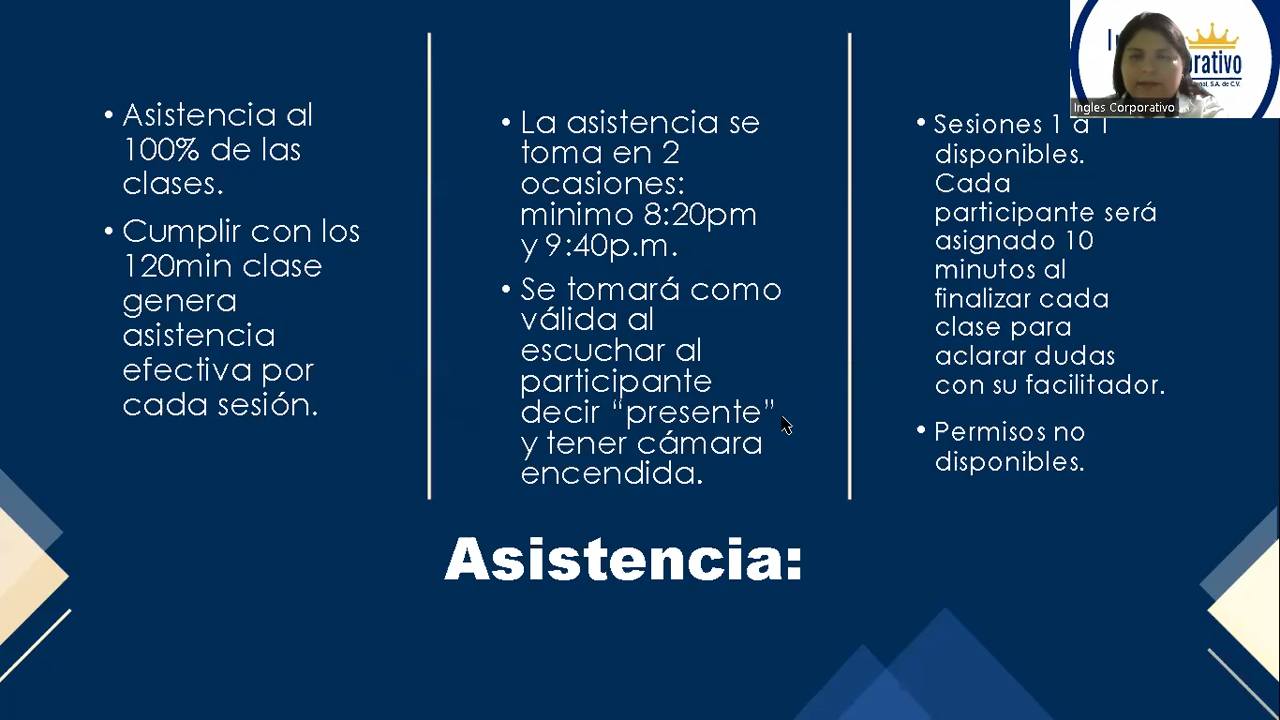 • Asistencia al
100% de las
clases.
• Cumplir con los
120min clase
genera
asistencia
efectiva por
cada sesión.
• La asistencia se
toma en 2
ocasiones:
minimo 8:20pm
y 9:40p.m.
• Se tomará como
válida al
escuchar al
participante
decir “presente”
y tener cámara
encendida.
• Sesiones 1 a 1
disponibles.
Cada
participante será
asignado 10
minutos al
finalizar cada
clase para
aclarar dudas
con su facilitador.
• Permisos no
disponibles.
Asistencia:
Ingles Corporativo